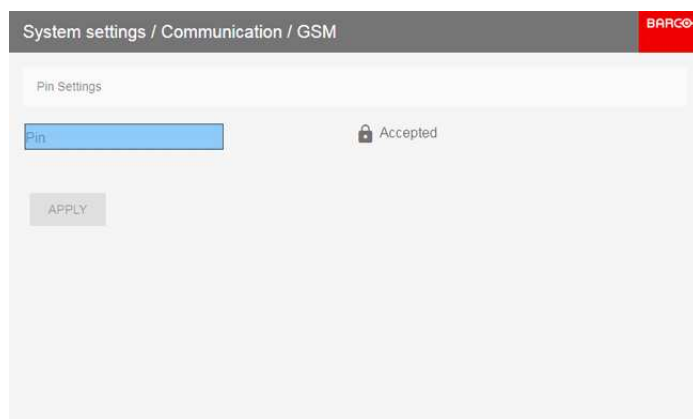 System settings / Communication / GSM
BARCO
Pin Settings
Pin
Accepted
APPLY